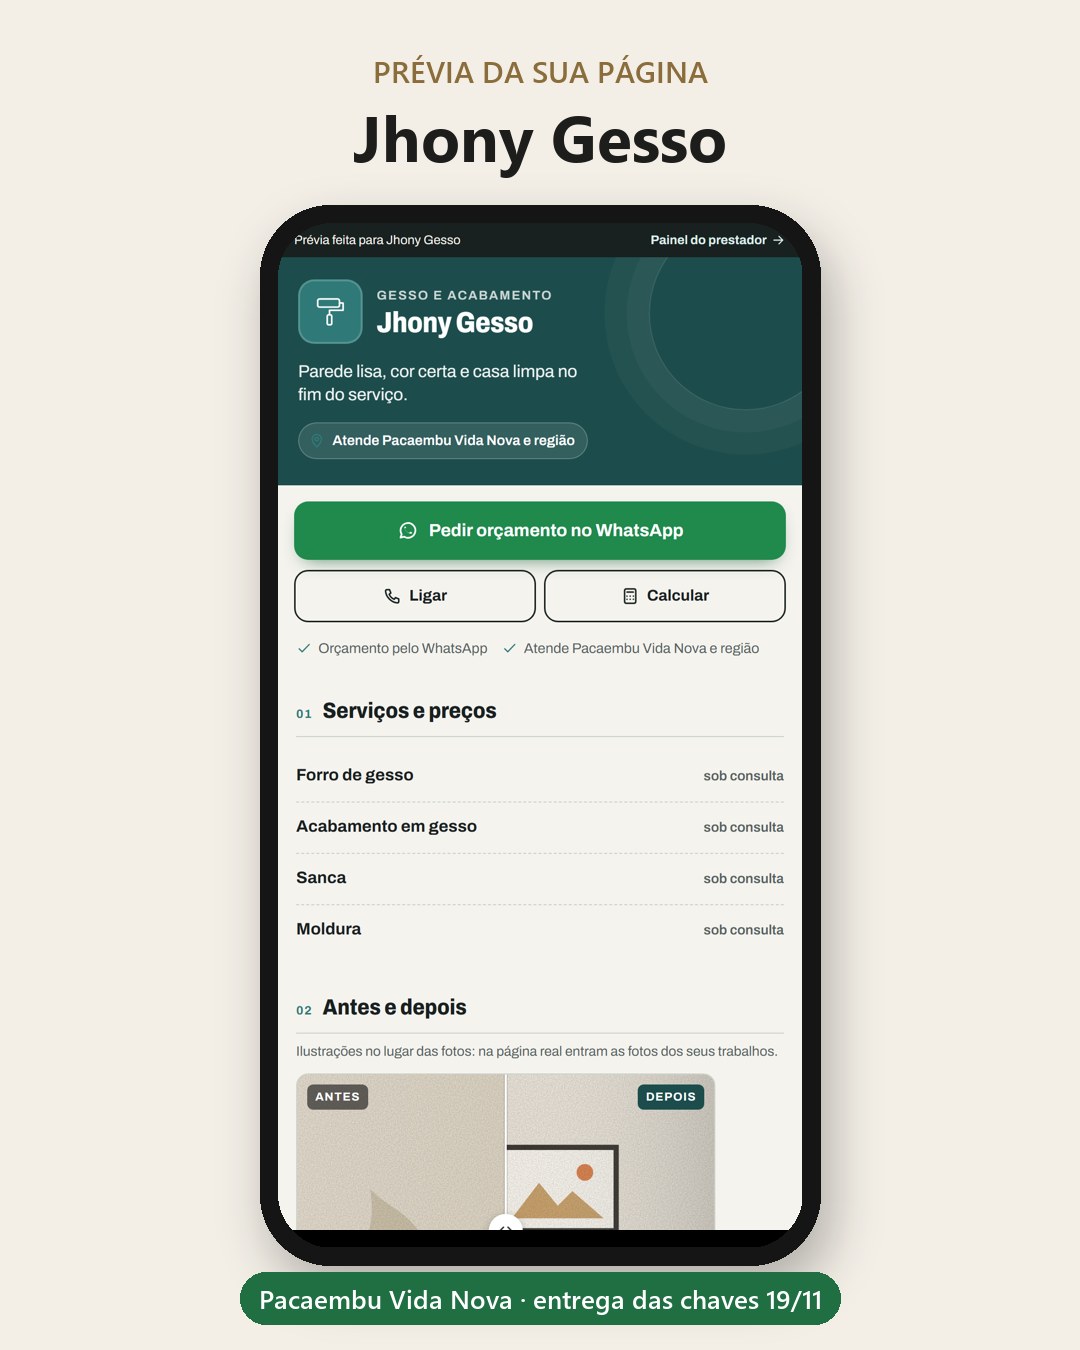 PRÉVIA DA SUA PÁGINA
Jhony Gesso
Prévia feita para Jhony Gesso
Painel do prestador →
GESSO E ACABAMENTO
Jhony Gesso
Parede lisa, cor certa e casa limpa no
fim do serviço.
Atende Pacaembu Vida Nova e região
Pedir orçamento no WhatsApp
Ligar
Calcular
Orçamento pelo WhatsApp
Atende Pacaembu Vida Nova e região
01 Serviços e preços
Forro de gesso sob consulta
Acabamento em gesso sob consulta
Sanca sob consulta
Moldura sob consulta
02 Antes e depois
Ilustrações no lugar das fotos: na página real entram as fotos dos seus trabalhos.
ANTES
DEPOIS
Pacaembu Vida Nova · entrega das chaves 19/11